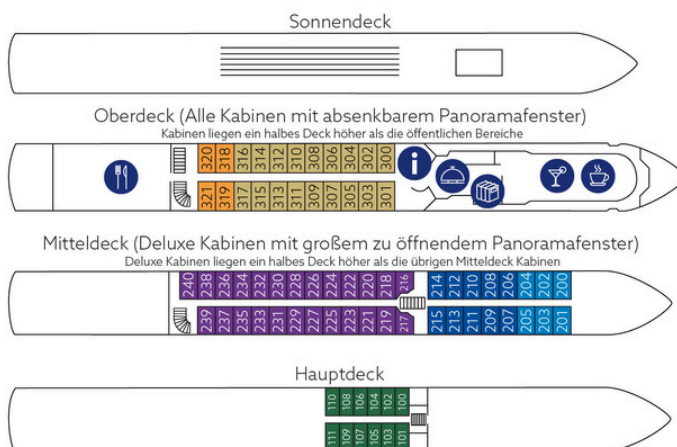 Sonnendeck
Oberdeck (Alle Kabinen mit absenkbarem Panoramafenster)
Kabinen liegen ein halbes Deck höher als die öffentlichen Bereiche
320 318 316 314 312 310 308 306 304 302 300
i
321 319 317 315 313 311 309 307 305 303 301
Mitteldeck (Deluxe Kabinen mit großem zu öffnendem Panoramafenster)
Deluxe Kabinen liegen ein halbes Deck höher als die übrigen Mitteldeck Kabinen
240 238 236 234 232 230 228 226 224 222 220 218 216 214 212 210 208 206 204 202 200
239 237 235 233 231 229 227 225 223 221 219 217 215 213 211 209 207 205 203 201
Hauptdeck
110 108 106 104 102 100
111 109 107 105 103 101